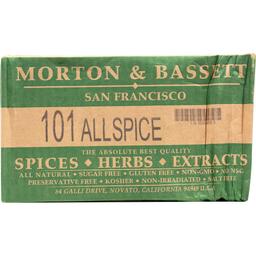 MORTON & BASSETT
SAN FRANCISCO
101 ALLSPICE
THE ABSOLUTE BEST QUALITY
SPICES • HERBS • EXTRACTS
ALL NATURAL • SUGAR FREE • GLUTEN FREE • NON-GMO • NO MSG
PRESERVATIVE FREE • KOSHER • NON-IRRADIATED • SALT FREE
84 GALLI DRIVE, NOVATO, CALIFORNIA 94949 U.S.A.